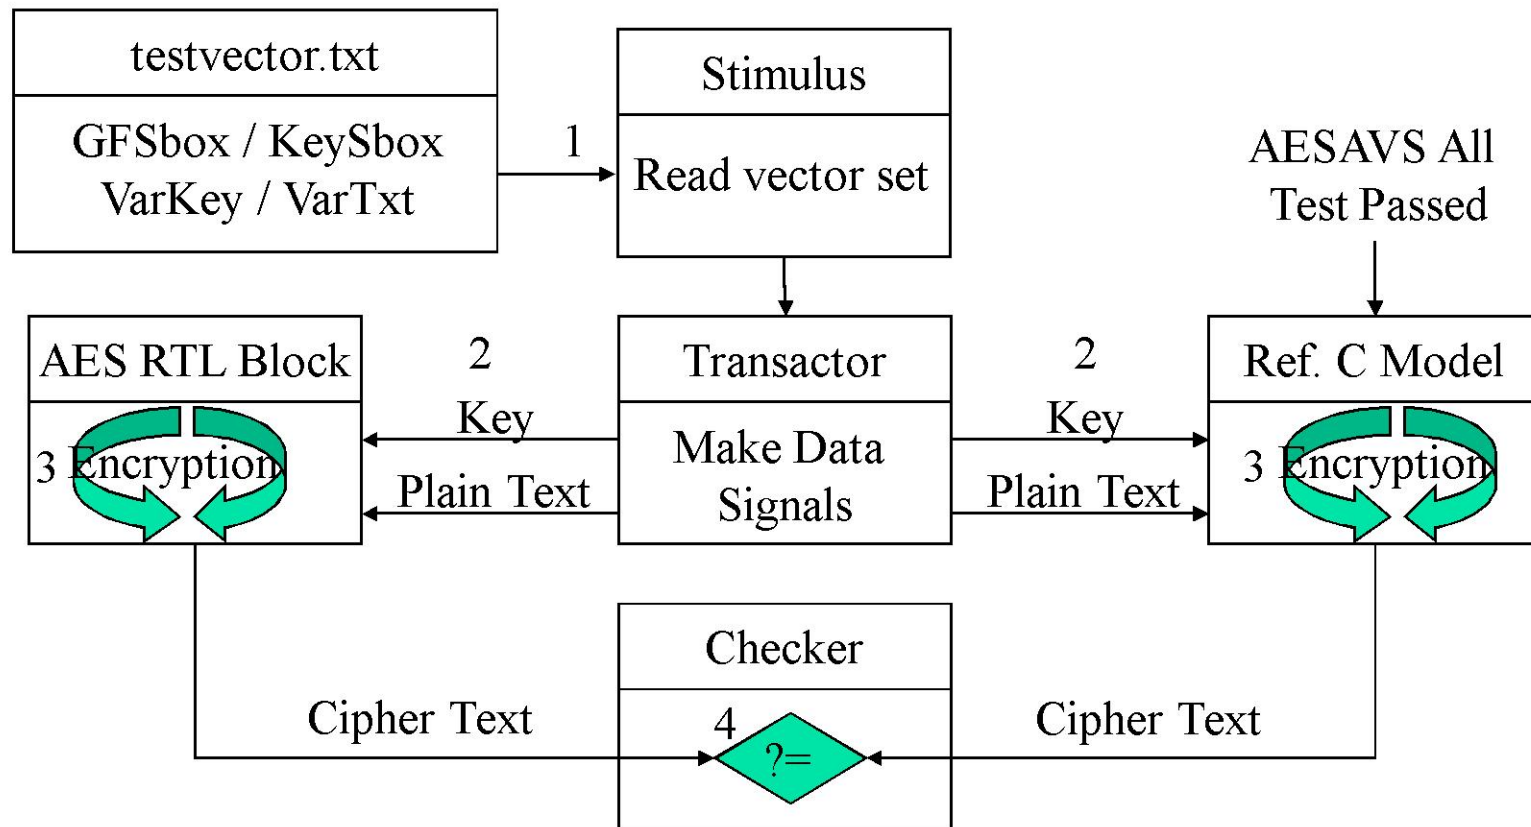 testvector.txt
GFSbox / KeySbox
VarKey / VarTxt
1
Stimulus
Read vector set
AESAVS All
Test Passed
AES RTL Block
3 Encryption
2
Key
Plain Text
Transactor
Make Data
Signals
2
Key
Plain Text
Ref. C Model
3 Encryption
Cipher Text
Checker
4
?=
Cipher Text